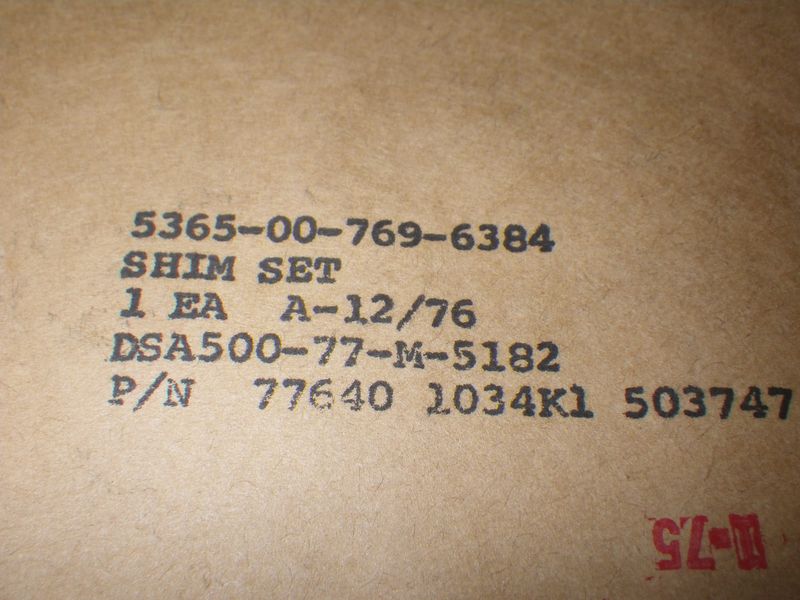 5365-00-769-6384
SHIM SET
1 EA A-12/76
DSA500-77-M-5182
P/N 77640 1034K1 503747